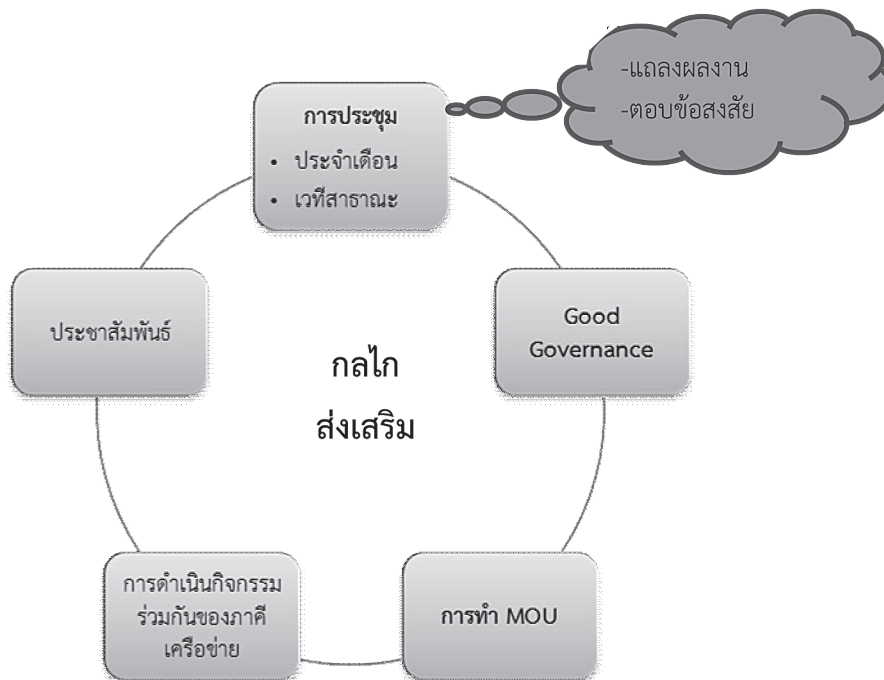 -แถลงผลงาน
-ตอบข้อสงสัย
การประชุม
• ประจำเดือน
• เวทีสาธาณะ
ประชาสัมพันธ์
Good
Governance
กลไก
ส่งเสริม
การดำเนินกิจกรรม
ร่วมกันของภาคี
เครือข่าย
การทำ MOU